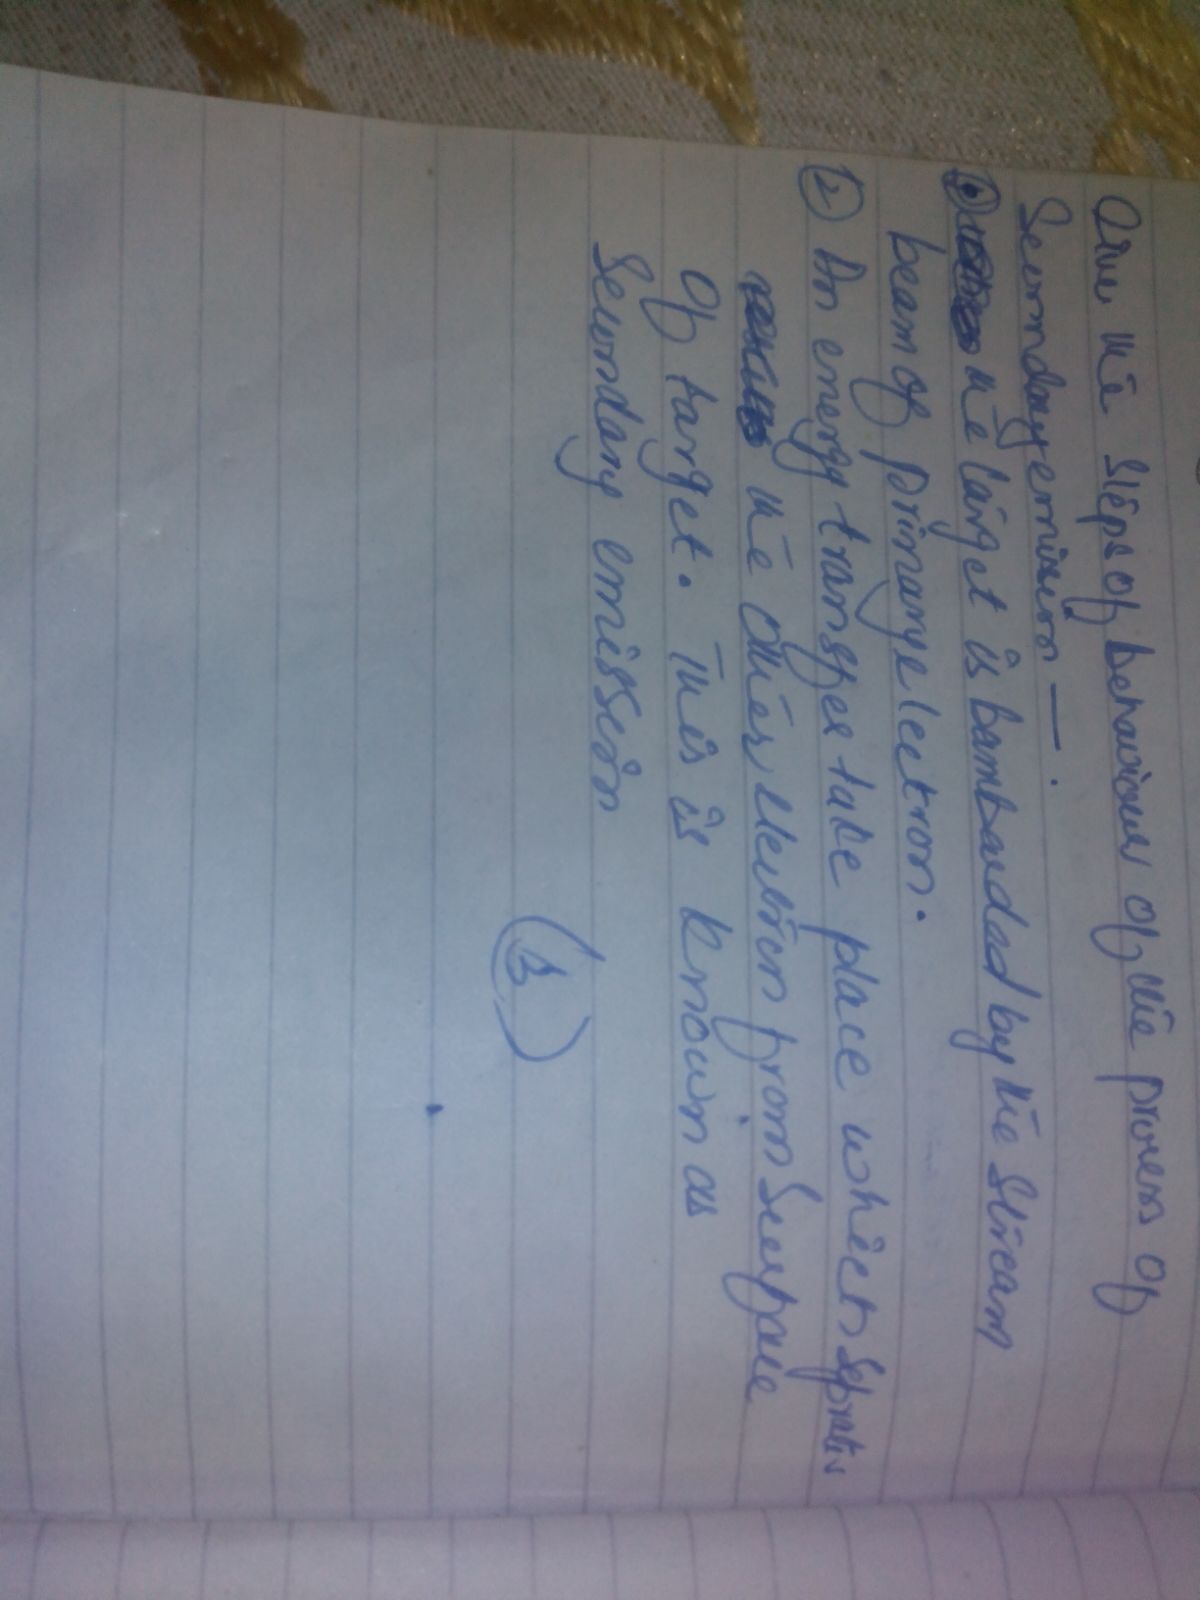 Give the steps of behaviour of the process of
Secondary emission — .
① the target is bambarded by the Stream
beam of primary electron.
② An energy transfer take place which seprates
the other electron from Surface
of target. This is known as
Secondary emission